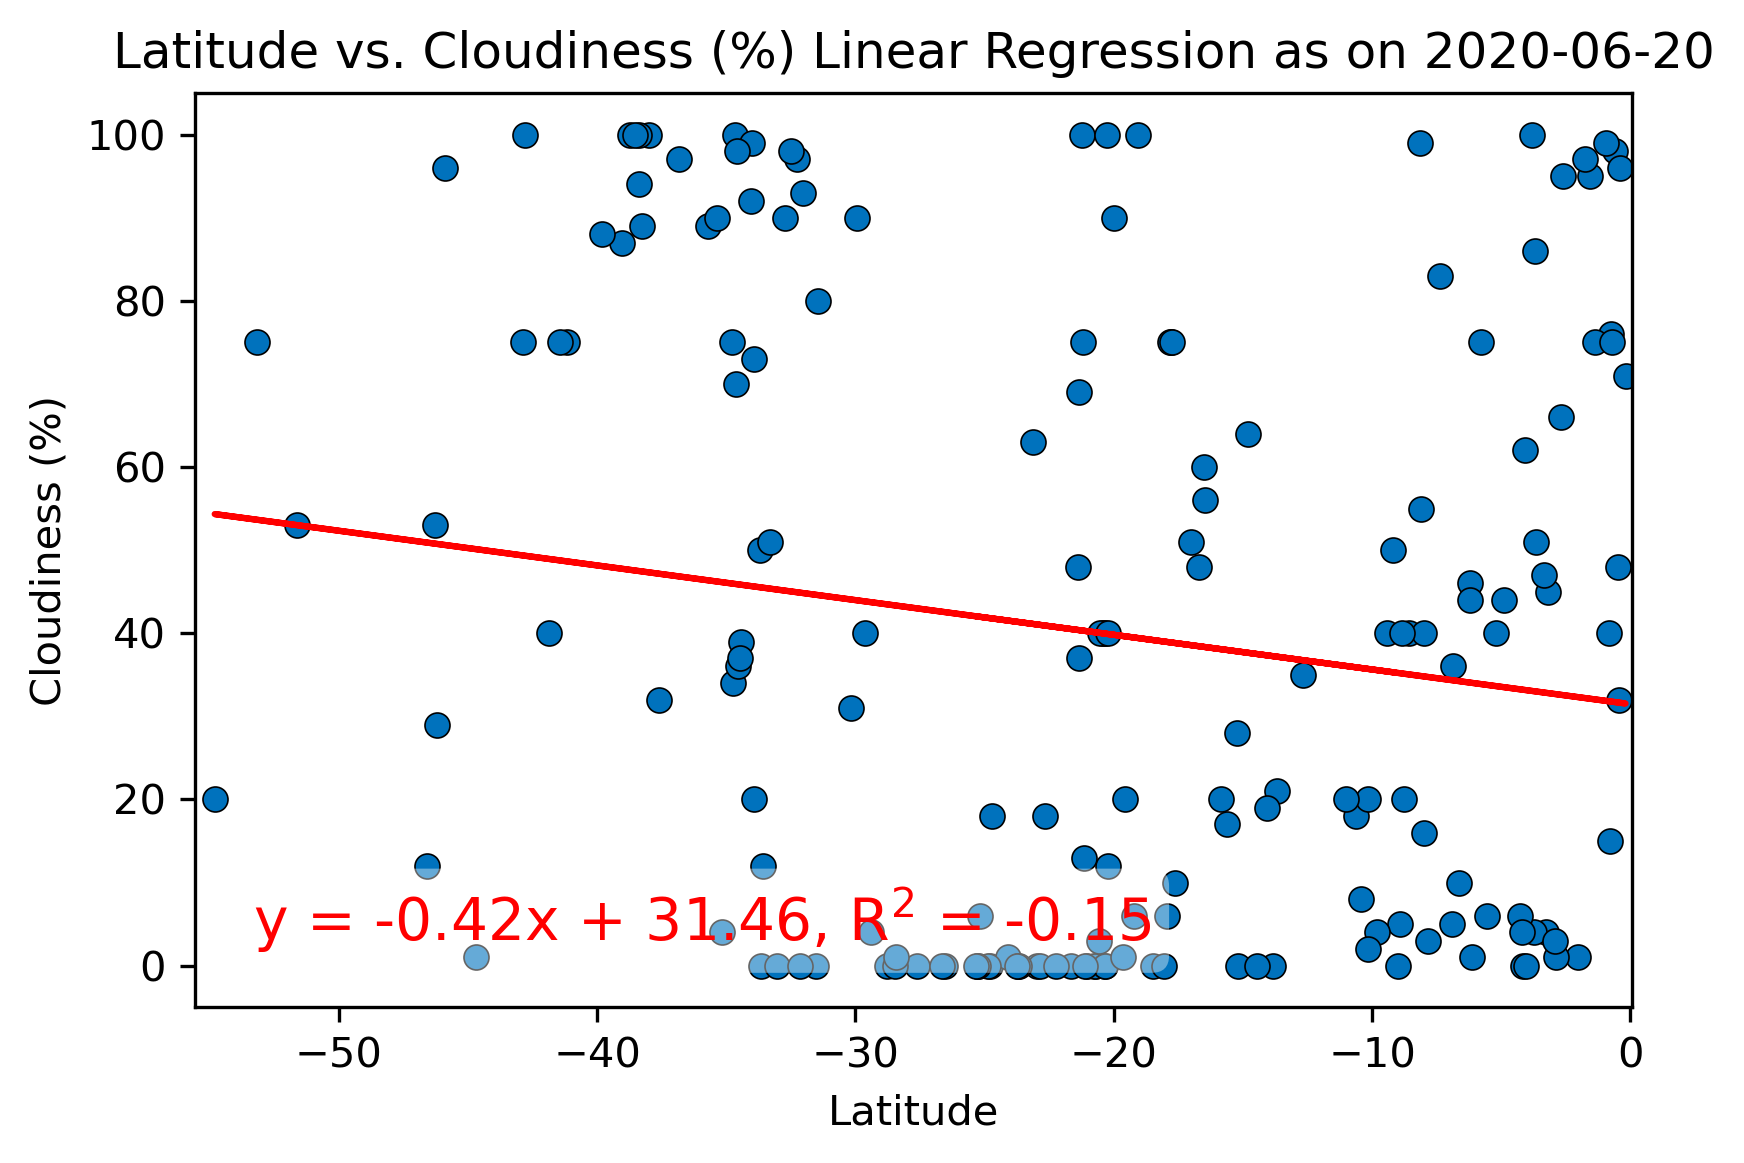 Latitude vs. Cloudiness (%) Linear Regression as on 2020-06-20
100
80
60
40
20
0
Cloudiness (%)
y = -0.42x + 31.46, R² = -0.15
−50 −40 −30 −20 −10 0
Latitude